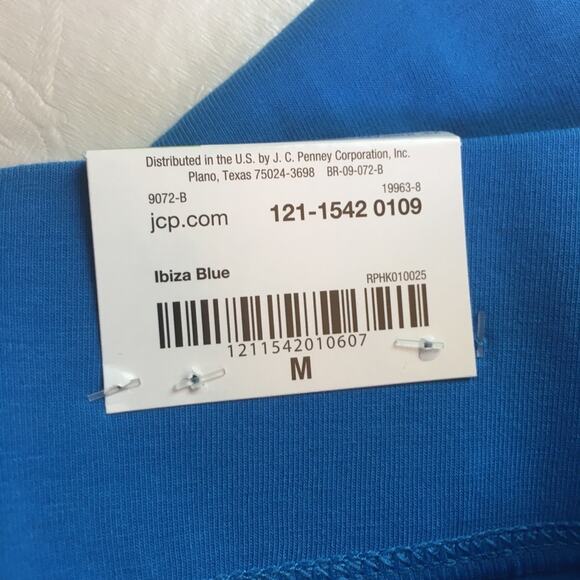 Distributed in the U.S. by J. C. Penney Corporation, Inc.
Plano, Texas 75024-3698 BR-09-072-B
9072-B 19963-8
jcp.com 121-1542 0109
Ibiza Blue RPHK010025
1211542010607
M